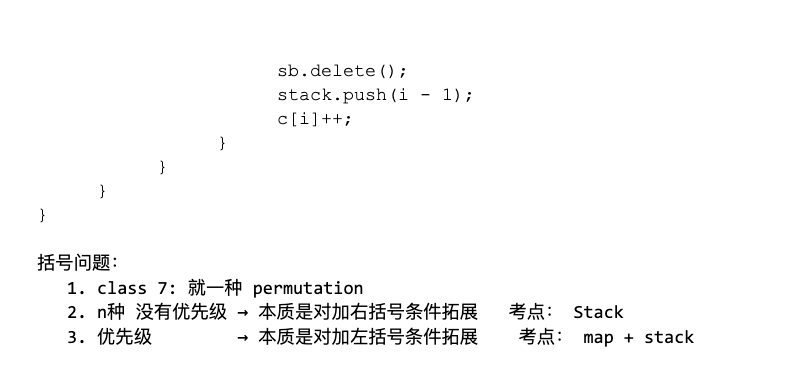 sb.delete();
stack.push(i - 1);
c[i]++;
}
}
}
}
括号问题：
1. class 7: 就一种 permutation
2. n种 没有优先级 → 本质是对加右括号条件拓展 考点： Stack
3. 优先级 → 本质是对加左括号条件拓展 考点： map + stack